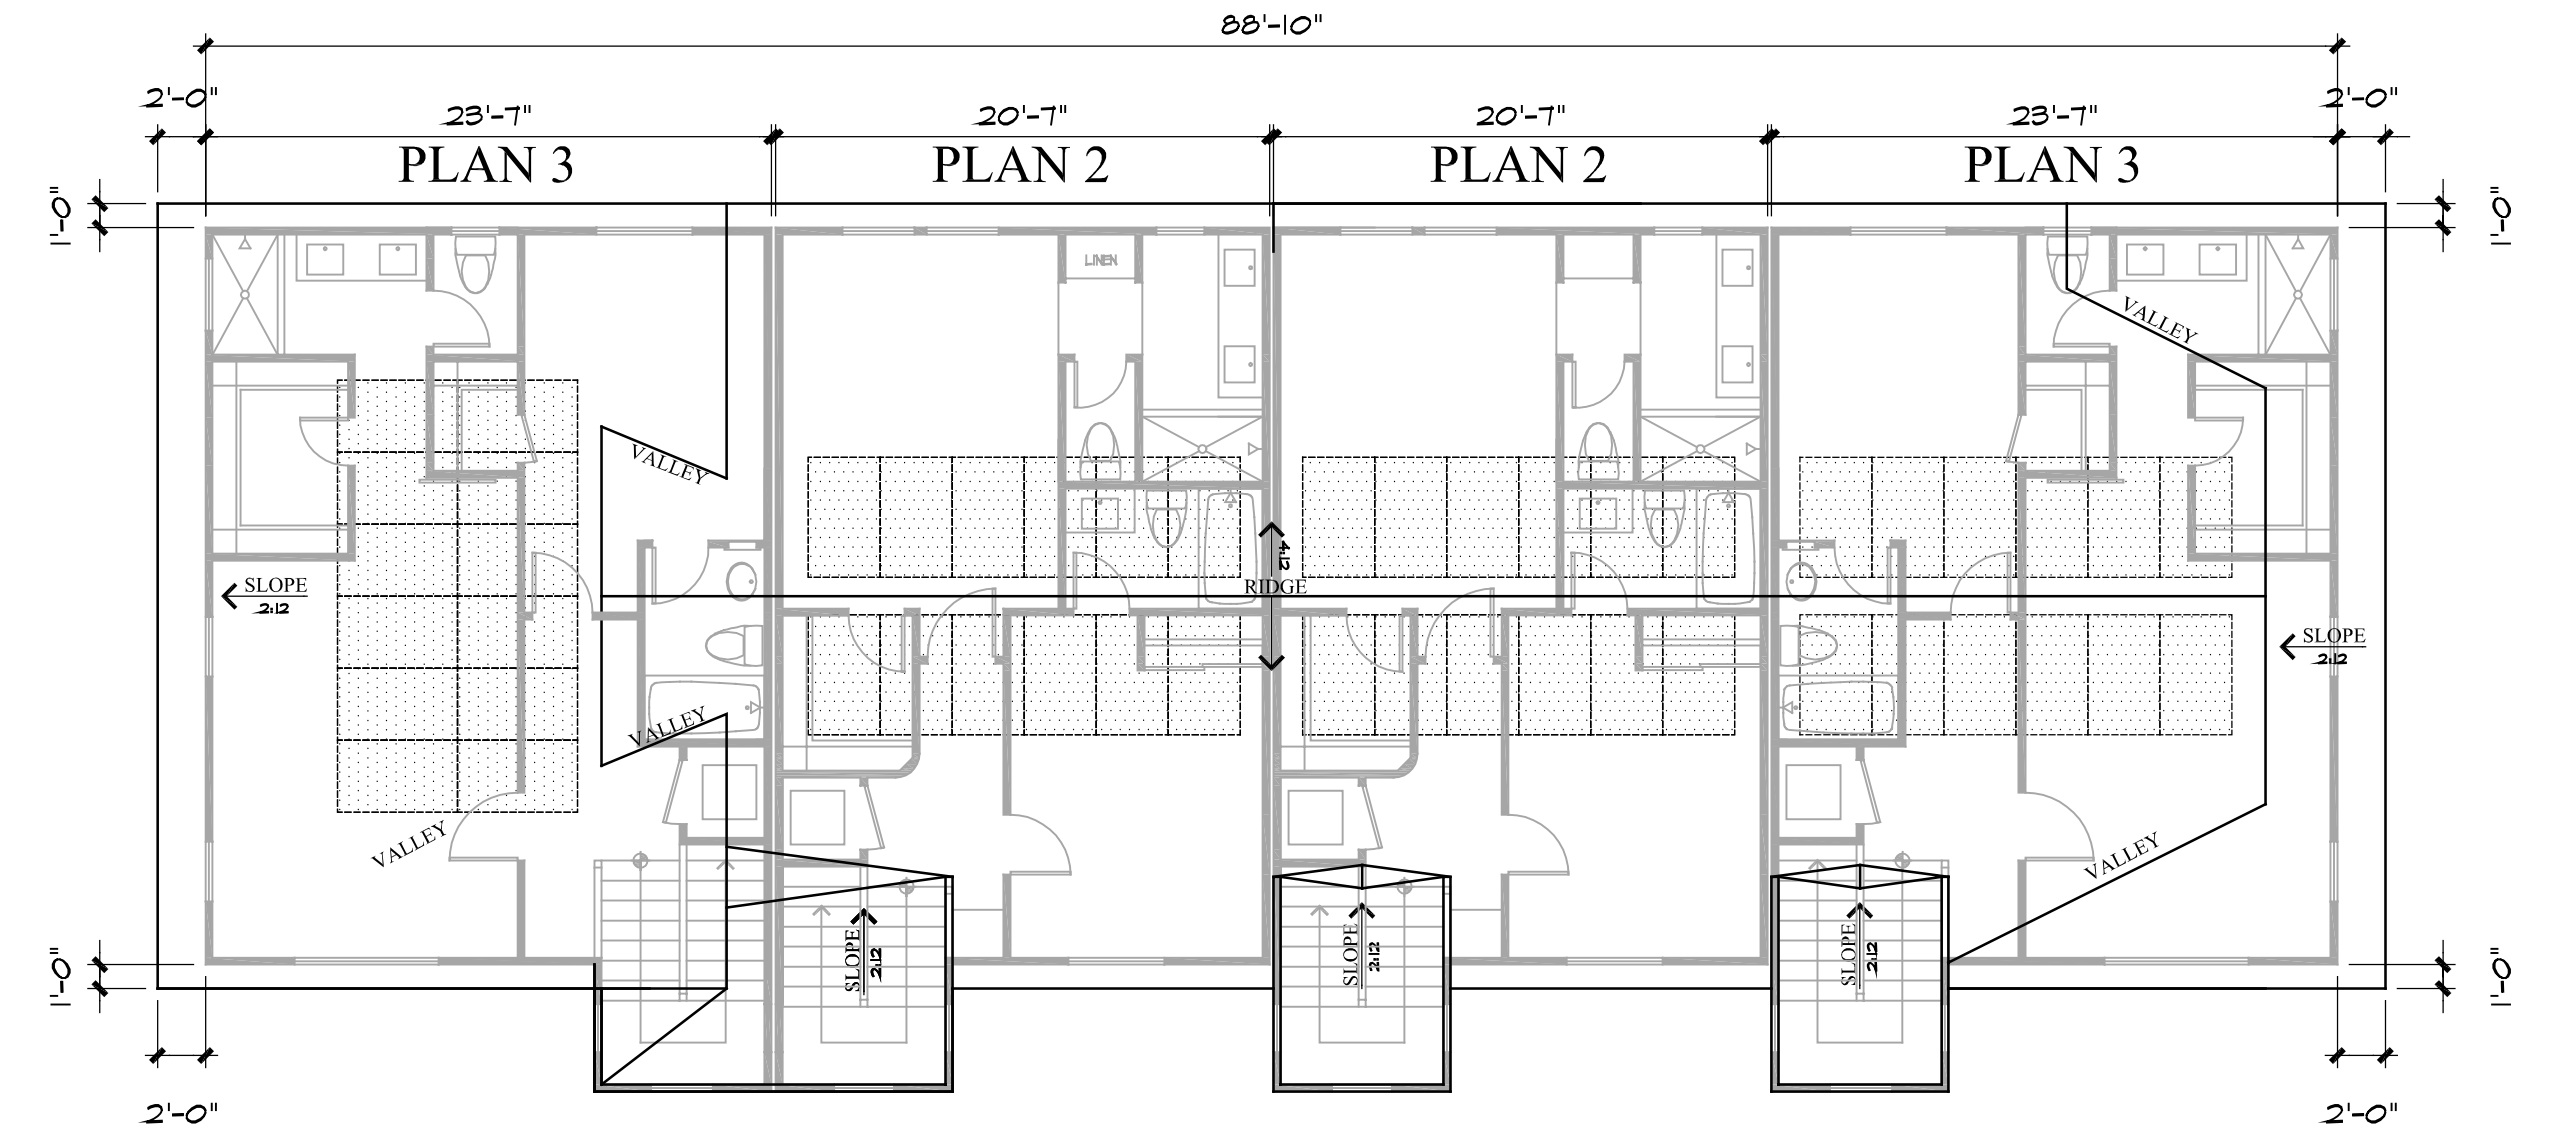 88'-10"
2'-0"
23'-7"
20'-7"
20'-7"
23'-7"
2'-0"
PLAN 3
PLAN 2
PLAN 2
PLAN 3
1'-0"
1'-0"
LINEN
VALLEY
VALLEY
4:12
RIDGE
SLOPE
2:12
SLOPE
2:12
VALLEY
VALLEY
VALLEY
SLOPE
2:12
SLOPE
2:12
SLOPE
2:12
1'-0"
1'-0"
2'-0"
2'-0"